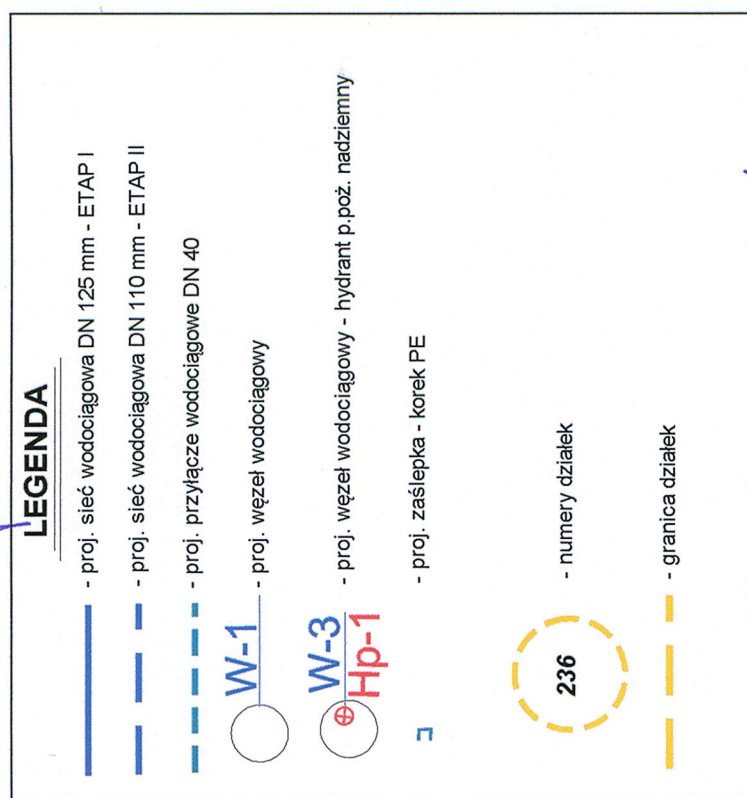 LEGENDA
- proj. sieć wodociągowa DN 125 mm - ETAP I
- proj. sieć wodociągowa DN 110 mm - ETAP II
- proj. przyłącze wodociągowe DN 40
W-1 - proj. węzeł wodociągowy
W-3 - proj. węzeł wodociągowy - hydrant p.poż. nadziemny
Hp-1
- proj. zaślepka - korek PE
236 - numery działek
- granica działek